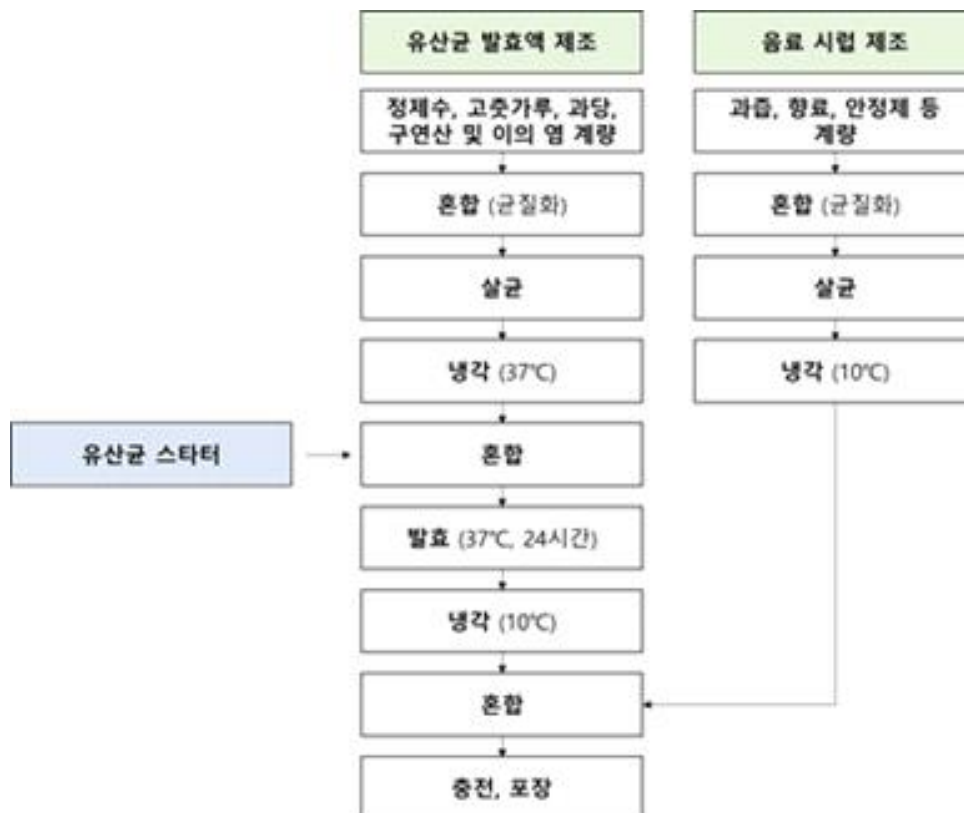 유산균 발효액 제조
정제수, 고춧가루, 과당,
구연산 및 이의 염 계량
혼합 (균질화)
살균
냉각 (37℃)
유산균 스타터
혼합
발효 (37℃, 24시간)
냉각 (10℃)
혼합
충전, 포장
음료 시럽 제조
과즙, 향료, 안정제 등
계량
혼합 (균질화)
살균
냉각 (10℃)